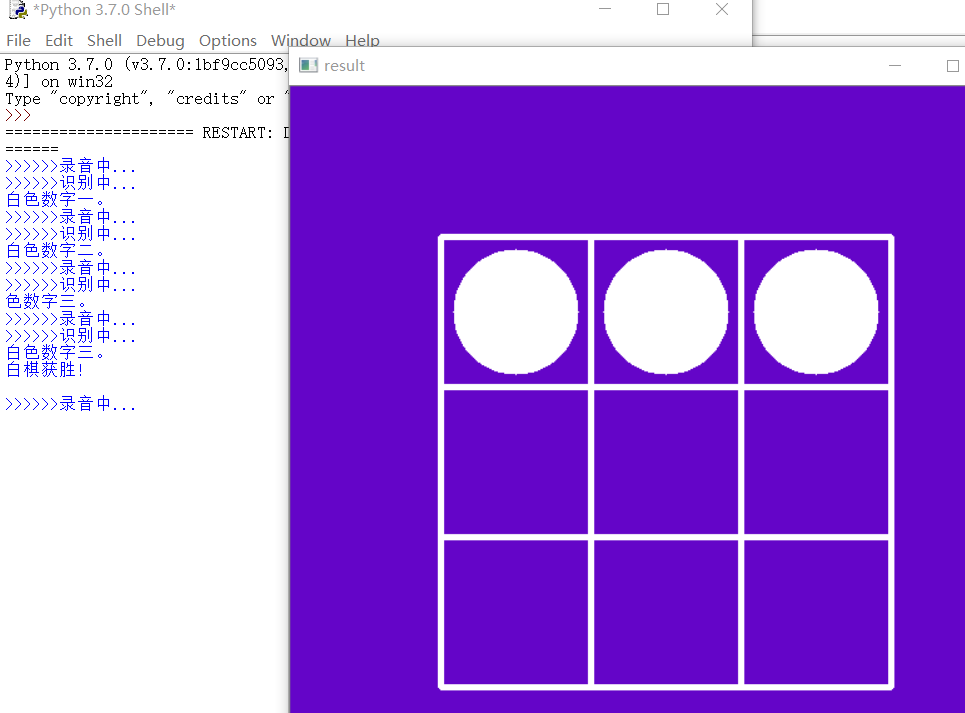 *Python 3.7.0 Shell*
File Edit Shell Debug Options Window Help
Python 3.7.0 (v3.7.0:1bf9cc5093,
4)] on win32
Type "copyright", "credits" or "
>>>
===================== RESTART: D
======
>>>>>>录音中...
>>>>>>识别中...
白色数字一。
>>>>>>录音中...
>>>>>>识别中...
白色数字二。
>>>>>>录音中...
>>>>>>识别中...
色数字三。
>>>>>>录音中...
>>>>>>识别中...
白色数字三。
白棋获胜!
>>>>>>录音中...
result